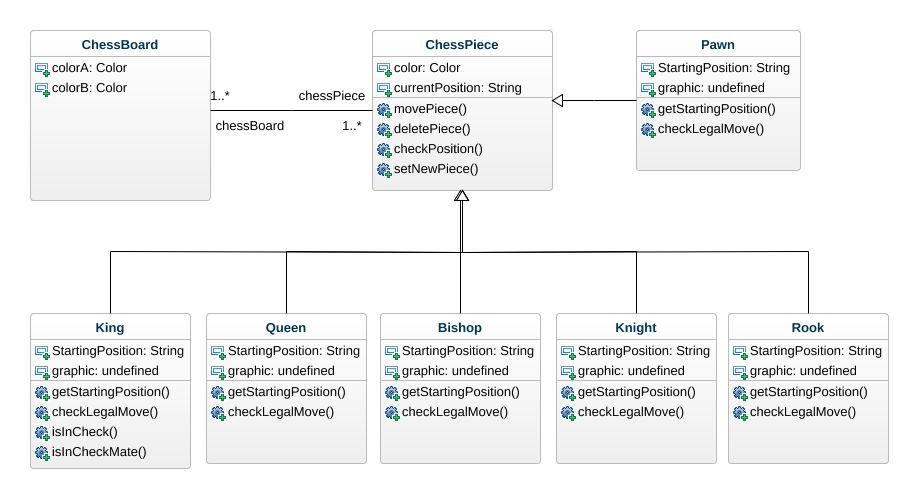 ChessBoard
colorA: Color
colorB: Color
1..*
chessPiece
chessBoard
1..*
ChessPiece
color: Color
currentPosition: String
movePiece()
deletePiece()
checkPosition()
setNewPiece()
Pawn
StartingPosition: String
graphic: undefined
getStartingPosition()
checkLegalMove()
King
StartingPosition: String
graphic: undefined
getStartingPosition()
checkLegalMove()
isInCheck()
isInCheckMate()
Queen
StartingPosition: String
graphic: undefined
getStartingPosition()
checkLegalMove()
Bishop
StartingPosition: String
graphic: undefined
getStartingPosition()
checkLegalMove()
Knight
StartingPosition: String
graphic: undefined
getStartingPosition()
checkLegalMove()
Rook
StartingPosition: String
graphic: undefined
getStartingPosition()
checkLegalMove()